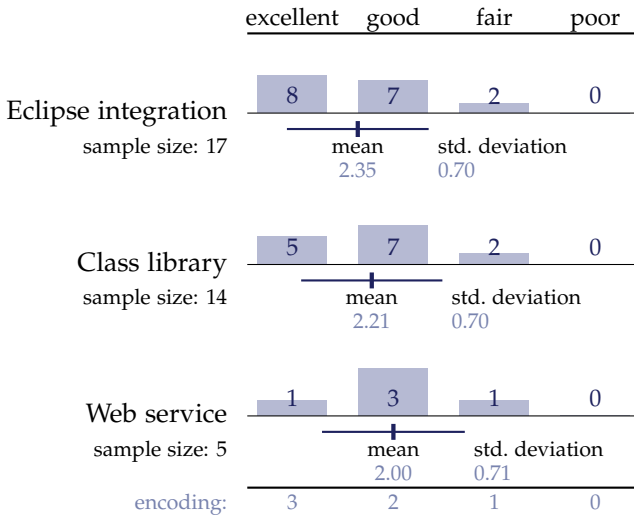 excellent good fair poor
Eclipse integration 8 7 2 0
sample size: 17 mean std. deviation
2.35 0.70
Class library 5 7 2 0
sample size: 14 mean std. deviation
2.21 0.70
Web service 1 3 1 0
sample size: 5 mean std. deviation
2.00 0.71
encoding: 3 2 1 0